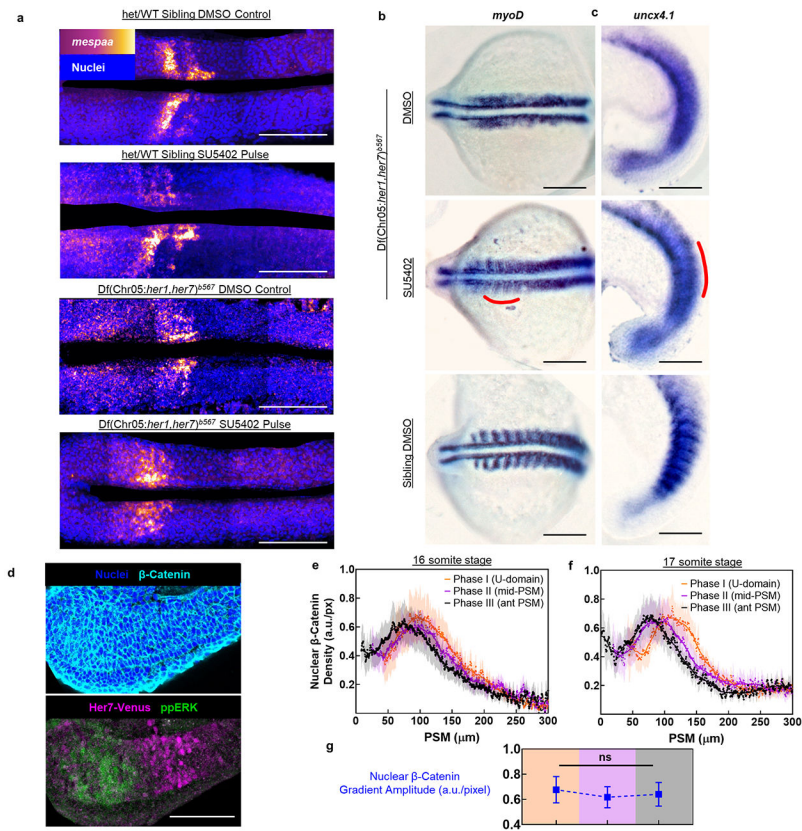 a
het/WT Sibling DMSO Control
mespaa
Nuclei
het/WT Sibling SU5402 Pulse
Df(Chr05:her1,her7)b567 DMSO Control
Df(Chr05:her1,her7)b567 SU5402 Pulse
b
myoD
c
uncx4.1
Df(Chr05:her1,her7)b567
DMSO
SU5402
Sibling DMSO
d
Nuclei β-Catenin
Her7-Venus ppERK
e
16 somite stage
Phase I (U-domain)
Phase II (mid-PSM)
Phase III (ant PSM)
Nuclear β-Catenin
Density (a.u./px)
1.0
0.8
0.6
0.4
0.2
0 50 100 150 200 250 300
PSM (μm)
f
17 somite stage
Phase I (U-domain)
Phase II (mid-PSM)
Phase III (ant PSM)
1.0
0.8
0.6
0.4
0.2
0 50 100 150 200 250 300
PSM (μm)
g
Nuclear β-Catenin
Gradient Amplitude (a.u./pixel)
1.0
0.8
0.6
0.4
ns